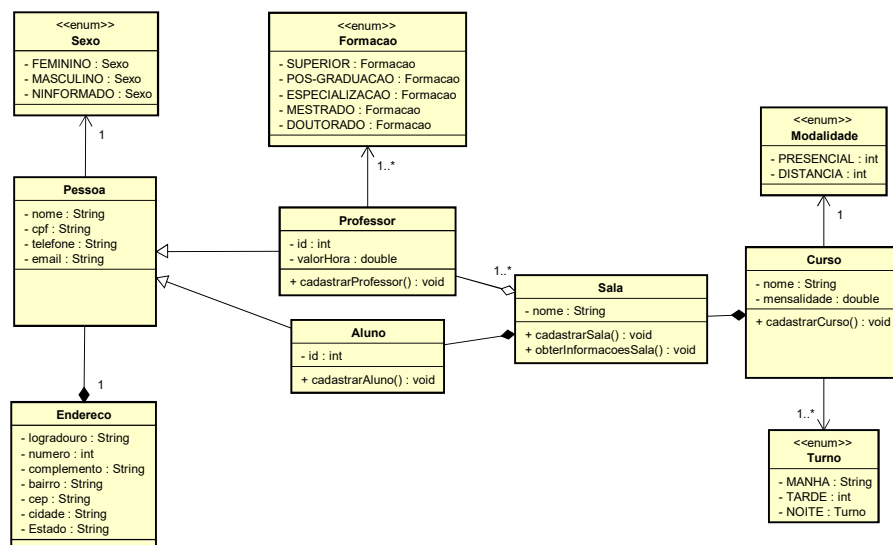 <<enum>>
Sexo
- FEMININO : Sexo
- MASCULINO : Sexo
- NINFORMADO : Sexo
1
<<enum>>
Formacao
- SUPERIOR : Formacao
- POS-GRADUACAO : Formacao
- ESPECIALIZACAO : Formacao
- MESTRADO : Formacao
- DOUTORADO : Formacao
1..*
<<enum>>
Modalidade
- PRESENCIAL : int
- DISTANCIA : int
1
Pessoa
- nome : String
- cpf : String
- telefone : String
- email : String
Professor
- id : int
- valorHora : double
+ cadastrarProfessor() : void
1..*
Sala
- nome : String
+ cadastrarSala() : void
+ obterInformacoesSala() : void
Curso
- nome : String
- mensalidade : double
+ cadastrarCurso() : void
Aluno
- id : int
+ cadastrarAluno() : void
1
Endereco
- logradouro : String
- numero : int
- complemento : String
- bairro : String
- cep : String
- cidade : String
- Estado : String
1..*
<<enum>>
Turno
- MANHA : String
- TARDE : int
- NOITE : Turno